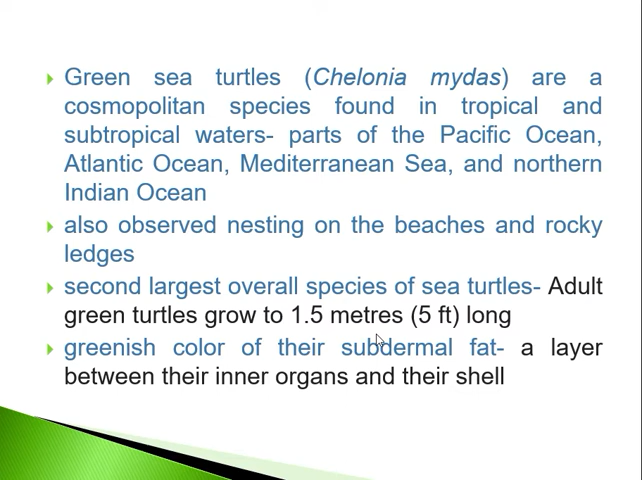 Green sea turtles (Chelonia mydas) are a
cosmopolitan species found in tropical and
subtropical waters- parts of the Pacific Ocean,
Atlantic Ocean, Mediterranean Sea, and northern
Indian Ocean
also observed nesting on the beaches and rocky
ledges
second largest overall species of sea turtles- Adult
green turtles grow to 1.5 metres (5 ft) long
greenish color of their subdermal fat- a layer
between their inner organs and their shell